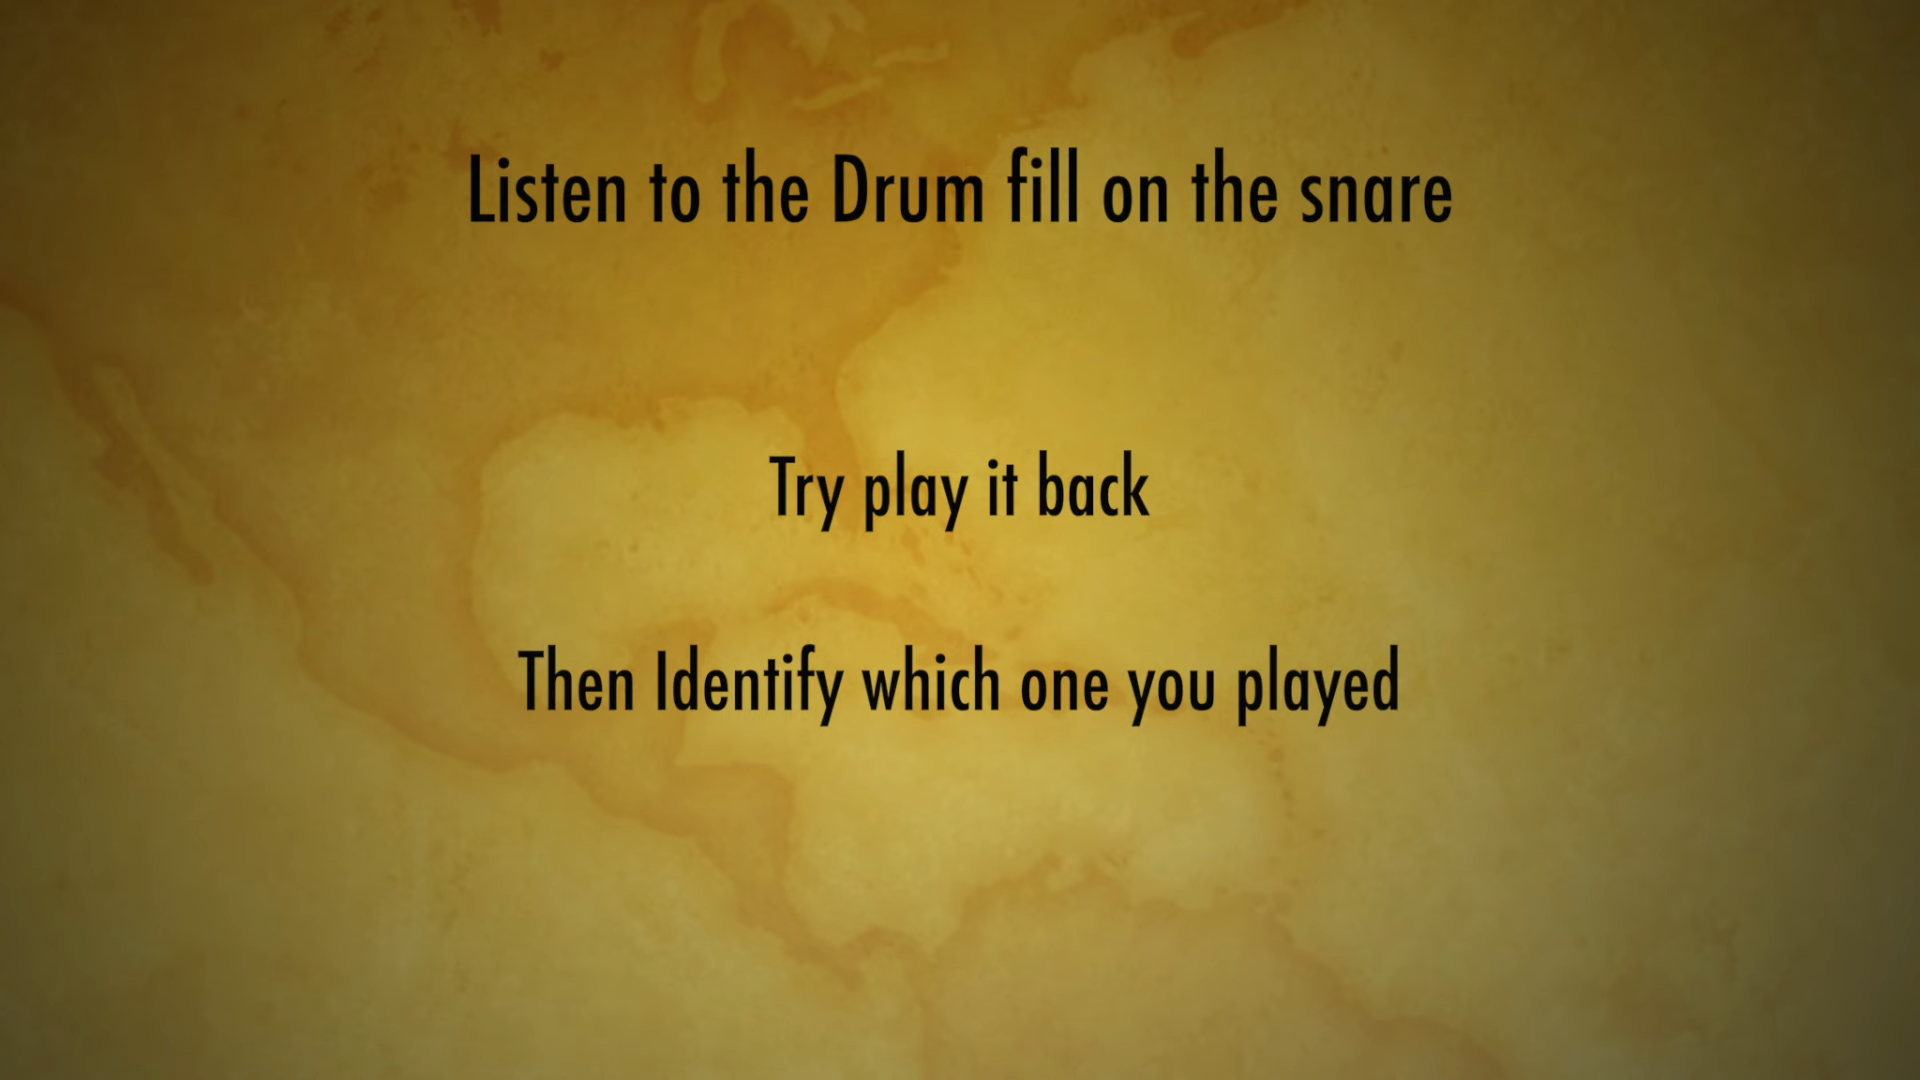 Listen to the Drum fill on the snare
Try play it back
Then Identify which one you played